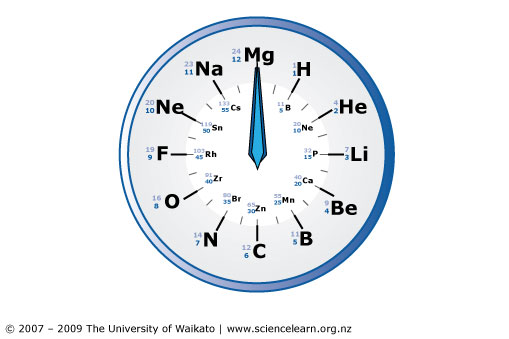 24
12 Mg
1
1 H
4
2 He
7
3 Li
9
4 Be
11
5 B
12
6 C
14
7 N
16
8 O
19
9 F
20
10 Ne
23
11 Na
11
5 B
20
10 Ne
32
15 P
40
20 Ca
55
25 Mn
65
30 Zn
80
35 Br
91
40 Zr
103
45 Rh
119
50 Sn
133
55 Cs
© 2007 – 2009 The University of Waikato | www.sciencelearn.org.nz